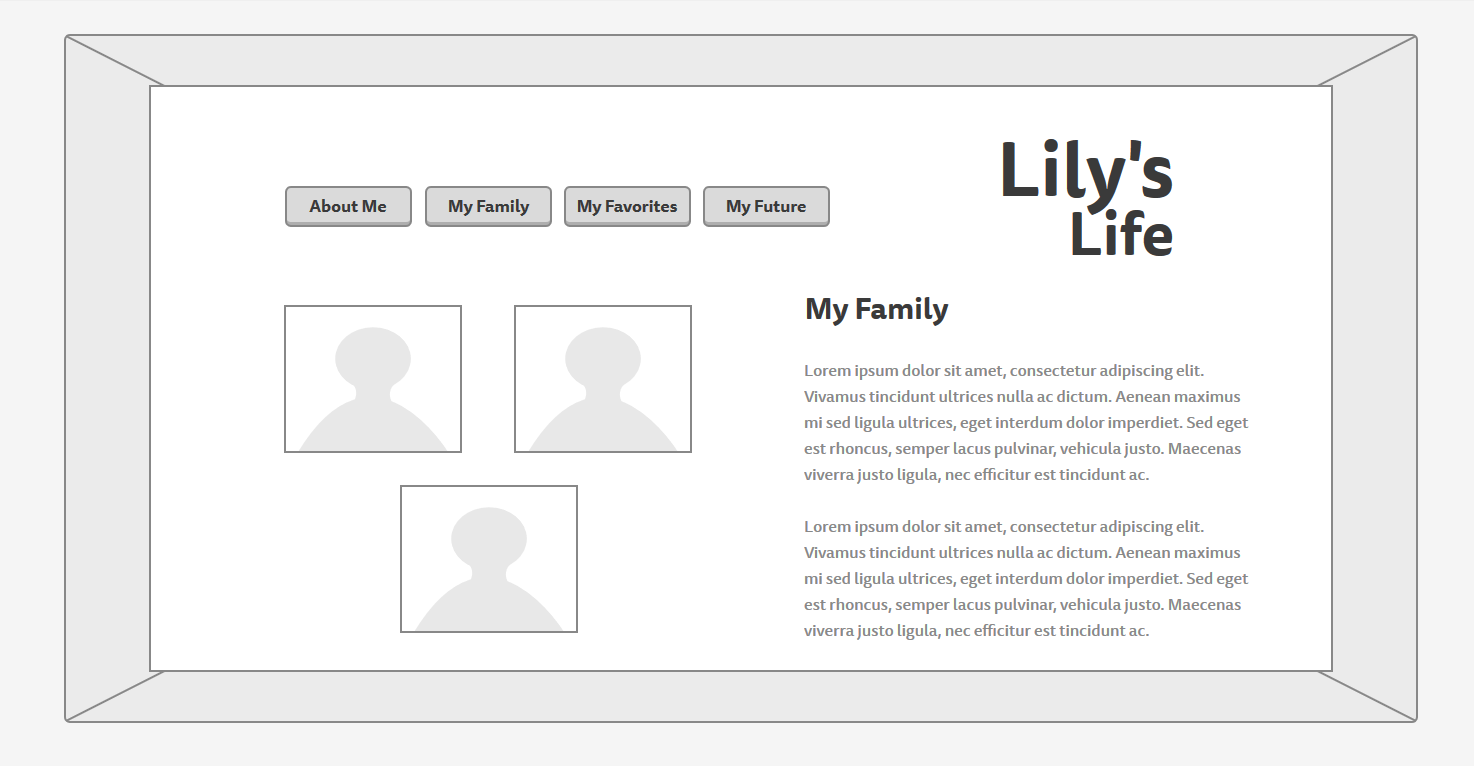 Lily's
Life
About Me
My Family
My Favorites
My Future
My Family
Lorem ipsum dolor sit amet, consectetur adipiscing elit.
Vivamus tincidunt ultrices nulla ac dictum. Aenean maximus
mi sed ligula ultrices, eget interdum dolor imperdiet. Sed eget
est rhoncus, semper lacus pulvinar, vehicula justo. Maecenas
viverra justo ligula, nec efficitur est tincidunt ac.
Lorem ipsum dolor sit amet, consectetur adipiscing elit.
Vivamus tincidunt ultrices nulla ac dictum. Aenean maximus
mi sed ligula ultrices, eget interdum dolor imperdiet. Sed eget
est rhoncus, semper lacus pulvinar, vehicula justo. Maecenas
viverra justo ligula, nec efficitur est tincidunt ac.